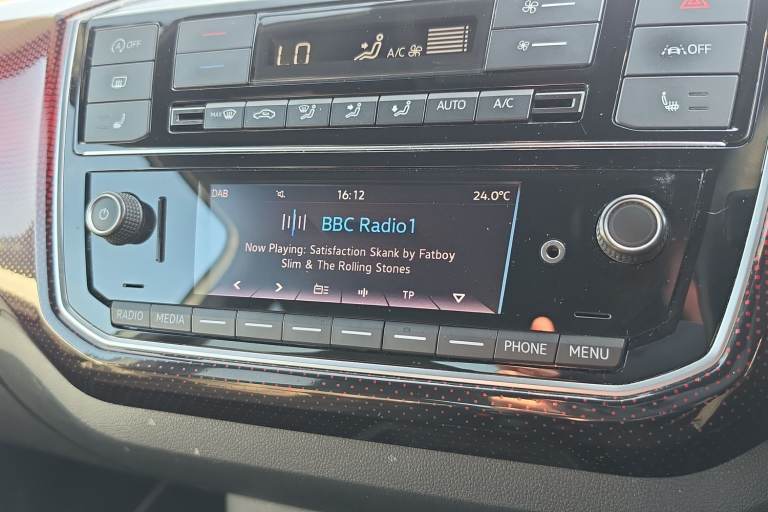 OFF
LO
A/C
OFF
MAX
AUTO
A/C
DAB 16:12 24.0°C
BBC Radio1
Now Playing: Satisfaction Skank by Fatboy
Slim & The Rolling Stones
< > TP
RADIO MEDIA PHONE MENU